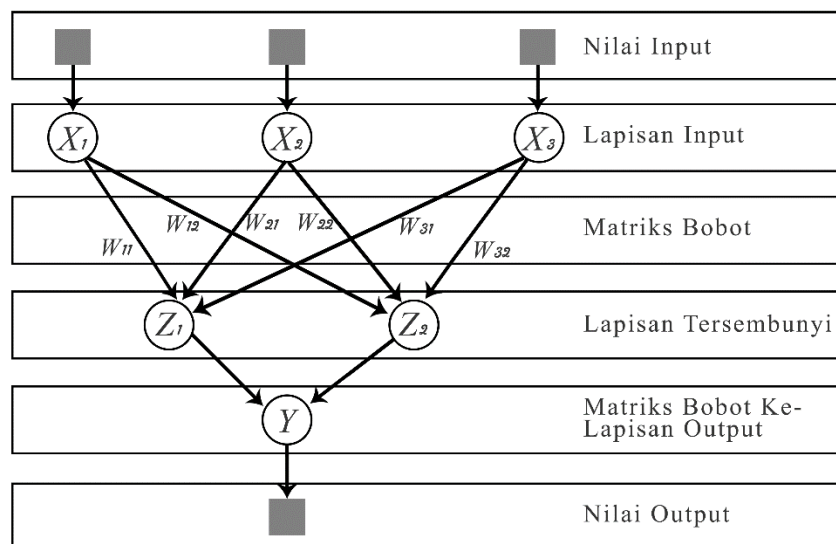 Nilai Input
X1
X2
X3
Lapisan Input
W11
W12
W21
W22
W31
W32
Matriks Bobot
Z1
Z2
Lapisan Tersembunyi
Y
Matriks Bobot Ke-
Lapisan Output
Nilai Output